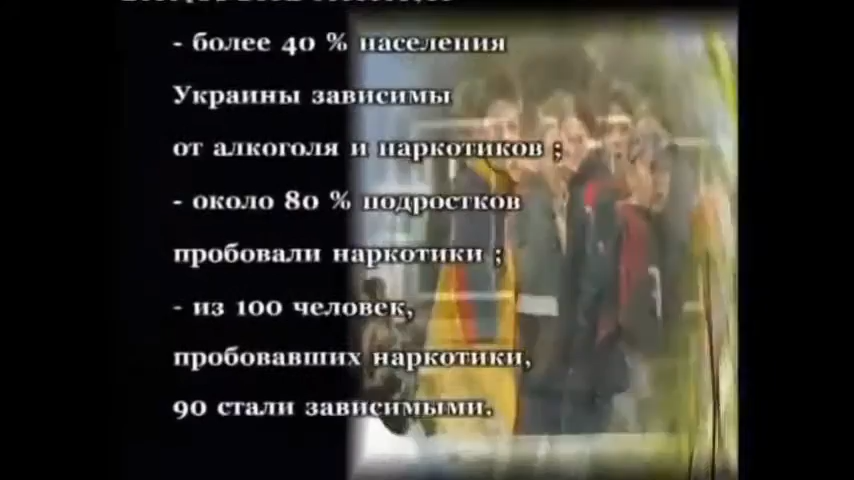 - более 40 % населения
Украины зависимы
от алкоголя и наркотиков ;
- около 80 % подростков
пробовали наркотики ;
- из 100 человек,
пробовавших наркотики,
90 стали зависимыми.